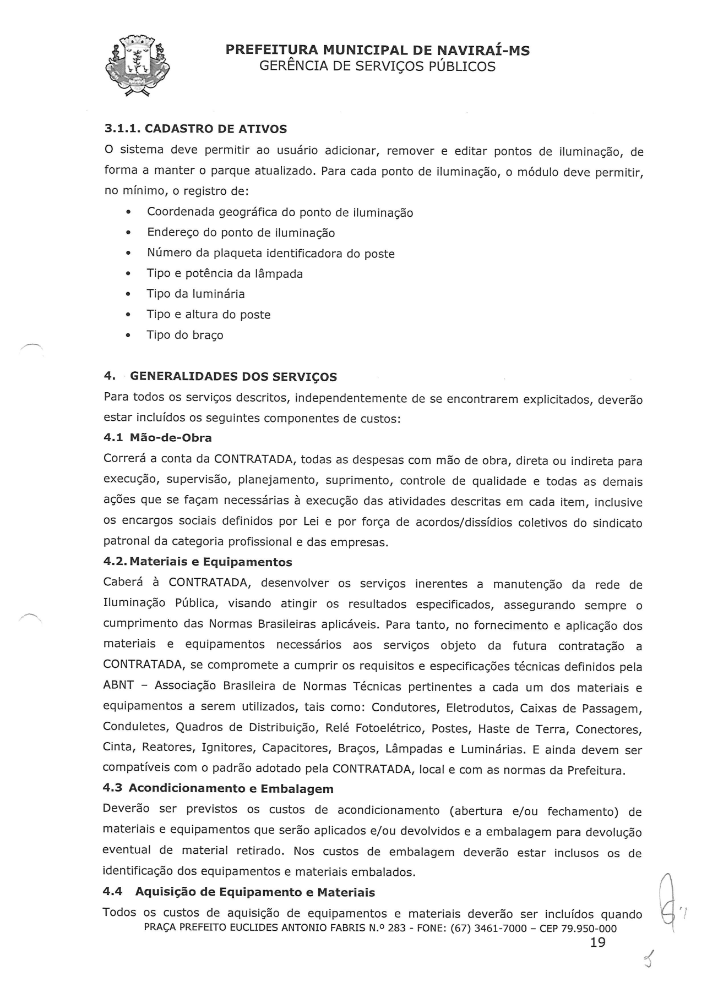 PREFEITURA MUNICIPAL DE NAVIRAÍ-MS
GERÊNCIA DE SERVIÇOS PÚBLICOS
3.1.1. CADASTRO DE ATIVOS
O sistema deve permitir ao usuário adicionar, remover e editar pontos de iluminação, de
forma a manter o parque atualizado. Para cada ponto de iluminação, o módulo deve permitir,
no mínimo, o registro de:
• Coordenada geográfica do ponto de iluminação
• Endereço do ponto de iluminação
• Número da plaqueta identificadora do poste
• Tipo e potência da lâmpada
• Tipo da luminária
• Tipo e altura do poste
• Tipo do braço
4. GENERALIDADES DOS SERVIÇOS
Para todos os serviços descritos, independentemente de se encontrarem explicitados, deverão
estar incluídos os seguintes componentes de custos:
4.1 Mão-de-Obra
Correrá a conta da CONTRATADA, todas as despesas com mão de obra, direta ou indireta para
execução, supervisão, planejamento, suprimento, controle de qualidade e todas as demais
ações que se façam necessárias à execução das atividades descritas em cada item, inclusive
os encargos sociais definidos por Lei e por força de acordos/dissídios coletivos do sindicato
patronal da categoria profissional e das empresas.
4.2. Materiais e Equipamentos
Caberá à CONTRATADA, desenvolver os serviços inerentes a manutenção da rede de
Iluminação Pública, visando atingir os resultados especificados, assegurando sempre o
cumprimento das Normas Brasileiras aplicáveis. Para tanto, no fornecimento e aplicação dos
materiais e equipamentos necessários aos serviços objeto da futura contratação a
CONTRATADA, se compromete a cumprir os requisitos e especificações técnicas definidos pela
ABNT – Associação Brasileira de Normas Técnicas pertinentes a cada um dos materiais e
equipamentos a serem utilizados, tais como: Condutores, Eletrodutos, Caixas de Passagem,
Conduletes, Quadros de Distribuição, Relé Fotoelétrico, Postes, Haste de Terra, Conectores,
Cinta, Reatores, Ignitores, Capacitores, Braços, Lâmpadas e Luminárias. E ainda devem ser
compatíveis com o padrão adotado pela CONTRATADA, local e com as normas da Prefeitura.
4.3 Acondicionamento e Embalagem
Deverão ser previstos os custos de acondicionamento (abertura e/ou fechamento) de
materiais e equipamentos que serão aplicados e/ou devolvidos e a embalagem para devolução
eventual de material retirado. Nos custos de embalagem deverão estar inclusos os de
identificação dos equipamentos e materiais embalados.
4.4 Aquisição de Equipamento e Materiais
Todos os custos de aquisição de equipamentos e materiais deverão ser incluídos quando
PRAÇA PREFEITO EUCLIDES ANTONIO FABRIS N.º 283 - FONE: (67) 3461-7000 – CEP 79.950-000
19